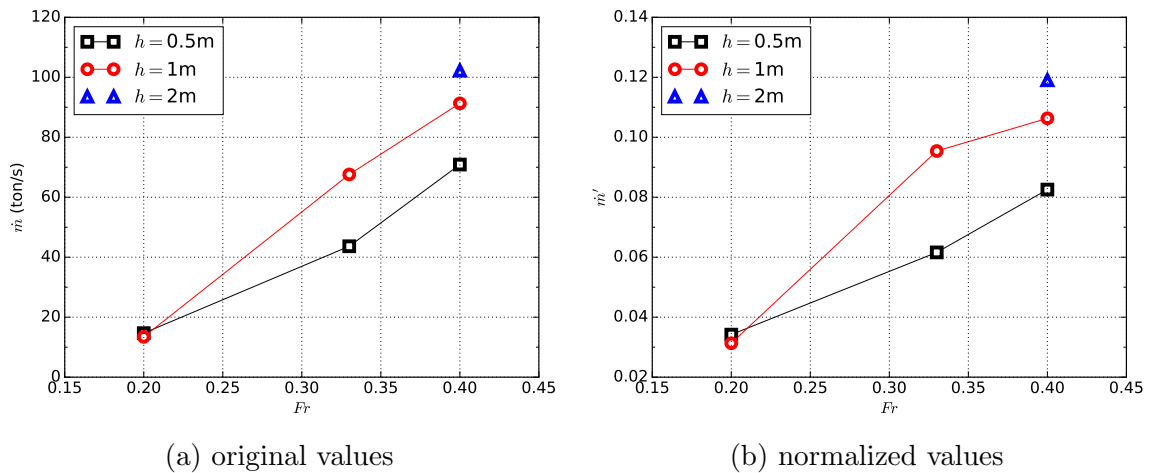 120
100
80
60
40
20
0
ṁ (ton/s)
h = 0.5m
h = 1m
h = 2m
0.15 0.20 0.25 0.30 0.35 0.40 0.45
Fr
(a) original values
0.14
0.12
0.10
0.08
0.06
0.04
0.02
ṁ′
h = 0.5m
h = 1m
h = 2m
0.15 0.20 0.25 0.30 0.35 0.40 0.45
Fr
(b) normalized values